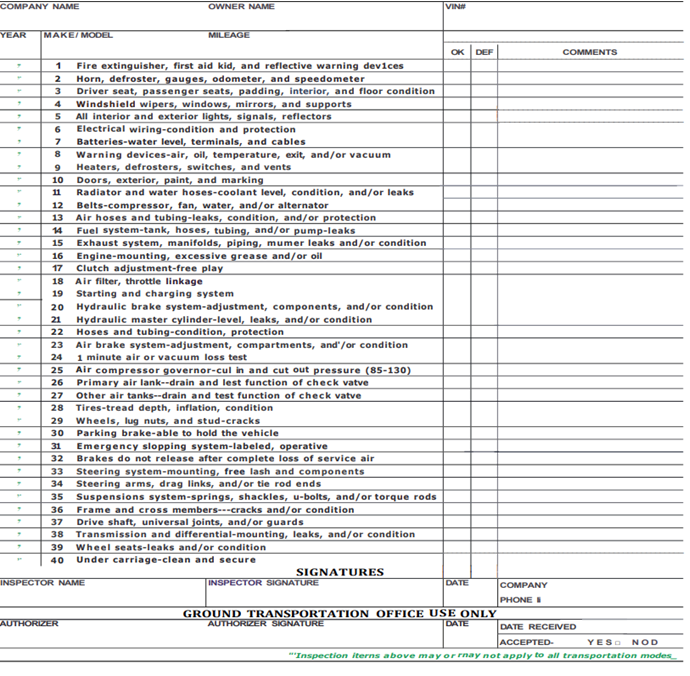 COMPANY NAME OWNER NAME VIN#
YEAR MAKE/ MODEL MILEAGE
OK DEF COMMENTS
1 Fire extinguisher, first aid kid, and reflective warning dev1ces
2 Horn, defroster, gauges, odometer, and speedometer
3 Driver seat, passenger seats, padding, interior, and floor condition
4 Windshield wipers, windows, mirrors, and supports
5 All interior and exterior lights, signals, reflectors
6 Electrical wiring-condition and protection
7 Batteries-water level, terminals, and cables
8 Warning devices-air, oil, temperature, exit, and/or vacuum
9 Heaters, defrosters, switches, and vents
10 Doors, exterior, paint, and marking
11 Radiator and water hoses-coolant level, condition, and/or leaks
12 Belts-compressor, fan, water, and/or alternator
13 Air hoses and tubing-leaks, condition, and/or protection
14 Fuel system-tank, hoses, tubing, and/or pump-leaks
15 Exhaust system, manifolds, piping, mumer leaks and/or condition
16 Engine-mounting, excessive grease and/or oil
17 Clutch adjustment-free play
18 Air filter, throttle linkage
19 Starting and charging system
20 Hydraulic brake system-adjustment, components, and/or condition
21 Hydraulic master cylinder-level, leaks, and/or condition
22 Hoses and tubing-condition, protection
23 Air brake system-adjustment, compartments, and'/or condition
24 1 minute air or vacuum loss test
25 Air compressor governor-cul in and cut out pressure (85-130)
26 Primary air lank--drain and lest function of check vatve
27 Other air tanks--drain and test function of check vatve
28 Tires-tread depth, inflation, condition
29 Wheels, lug nuts, and stud-cracks
30 Parking brake-able to hold the vehicle
31 Emergency slopping system-labeled, operative
32 Brakes do not release after complete loss of service air
33 Steering system-mounting, free lash and components
34 Steering arms, drag links, and/or tie rod ends
35 Suspensions system-springs, shackles, u-bolts, and/or torque rods
36 Frame and cross members---cracks and/or condition
37 Drive shaft, universal joints, and/or guards
38 Transmission and differential-mounting, leaks, and/or condition
39 Wheel seats-leaks and/or condition
40 Under carriage-clean and secure
SIGNATURES
INSPECTOR NAME INSPECTOR SIGNATURE DATE COMPANY
PHONE
GROUND TRANSPORTATION OFFICE USE ONLY
AUTHORIZER AUTHORIZER SIGNATURE DATE DATE RECEIVED
ACCEPTED- YES□ NOD
"'Inspection items above may or rnay not apply to all transportation modes_